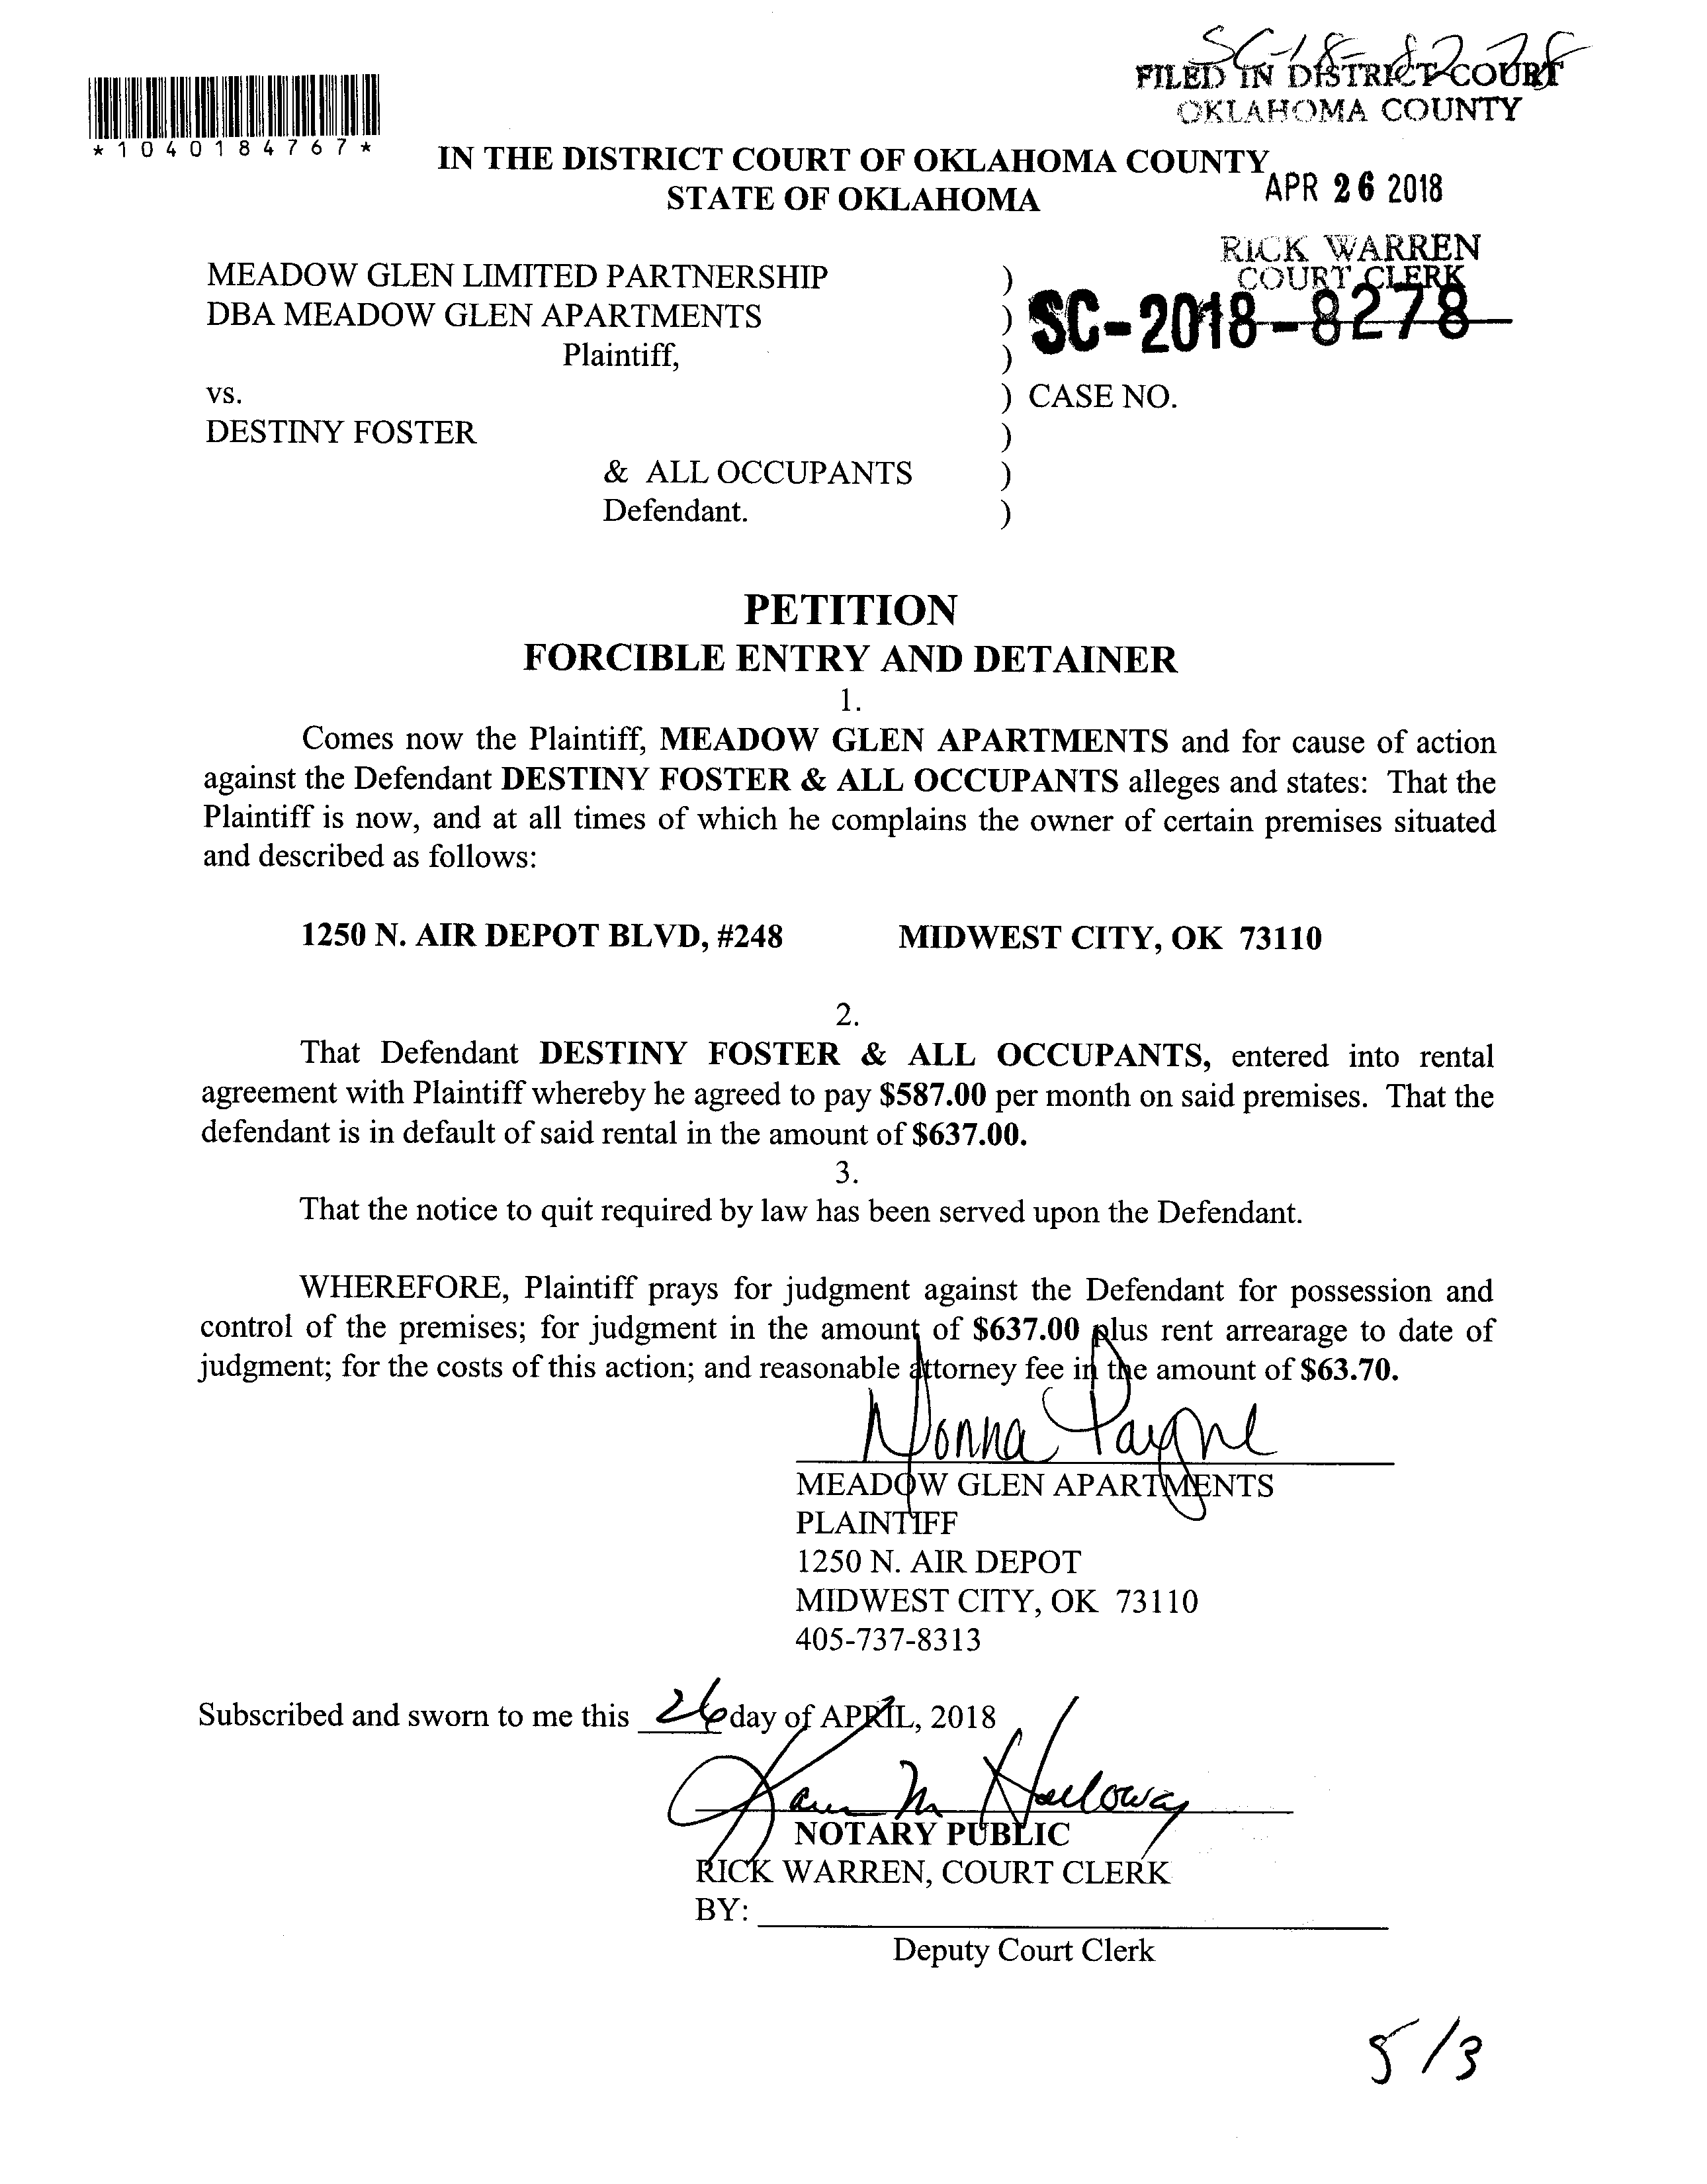 SC-18-8278
FILED IN DISTRICT COURT
OKLAHOMA COUNTY
*1040184767*
IN THE DISTRICT COURT OF OKLAHOMA COUNTY
STATE OF OKLAHOMA
APR 26 2018
RICK WARREN
COURT CLERK
SC-2018-8278
MEADOW GLEN LIMITED PARTNERSHIP )
DBA MEADOW GLEN APARTMENTS )
Plaintiff, )
vs. ) CASE NO.
DESTINY FOSTER )
& ALL OCCUPANTS )
Defendant. )
PETITION
FORCIBLE ENTRY AND DETAINER
1.
Comes now the Plaintiff, MEADOW GLEN APARTMENTS and for cause of action
against the Defendant DESTINY FOSTER & ALL OCCUPANTS alleges and states: That the
Plaintiff is now, and at all times of which he complains the owner of certain premises situated
and described as follows:
1250 N. AIR DEPOT BLVD, #248 MIDWEST CITY, OK 73110
2.
That Defendant DESTINY FOSTER & ALL OCCUPANTS, entered into rental
agreement with Plaintiff whereby he agreed to pay $587.00 per month on said premises. That the
defendant is in default of said rental in the amount of $637.00.
3.
That the notice to quit required by law has been served upon the Defendant.
WHEREFORE, Plaintiff prays for judgment against the Defendant for possession and
control of the premises; for judgment in the amount of $637.00 plus rent arrearage to date of
judgment; for the costs of this action; and reasonable attorney fee in the amount of $63.70.
Donna Payne
MEADOW GLEN APARTMENTS
PLAINTIFF
1250 N. AIR DEPOT
MIDWEST CITY, OK 73110
405-737-8313
Subscribed and sworn to me this 26 day of APRIL, 2018
Karen M Holloway
NOTARY PUBLIC
RICK WARREN, COURT CLERK
BY:
Deputy Court Clerk
5/3